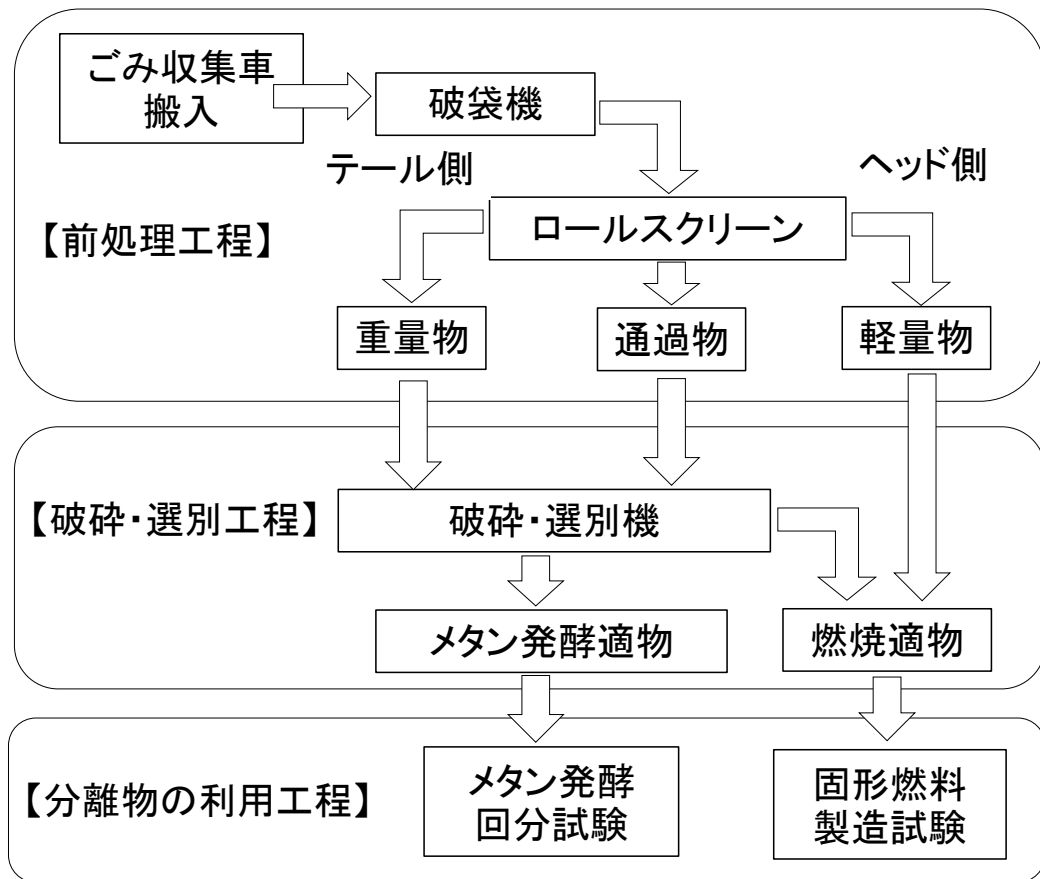 ごみ収集車
搬入
破袋機
テール側
ヘッド側
ロールスクリーン
【前処理工程】
重量物
通過物
軽量物
【破砕・選別工程】
破砕・選別機
メタン発酵適物
燃焼適物
【分離物の利用工程】
メタン発酵
回分試験
固形燃料
製造試験